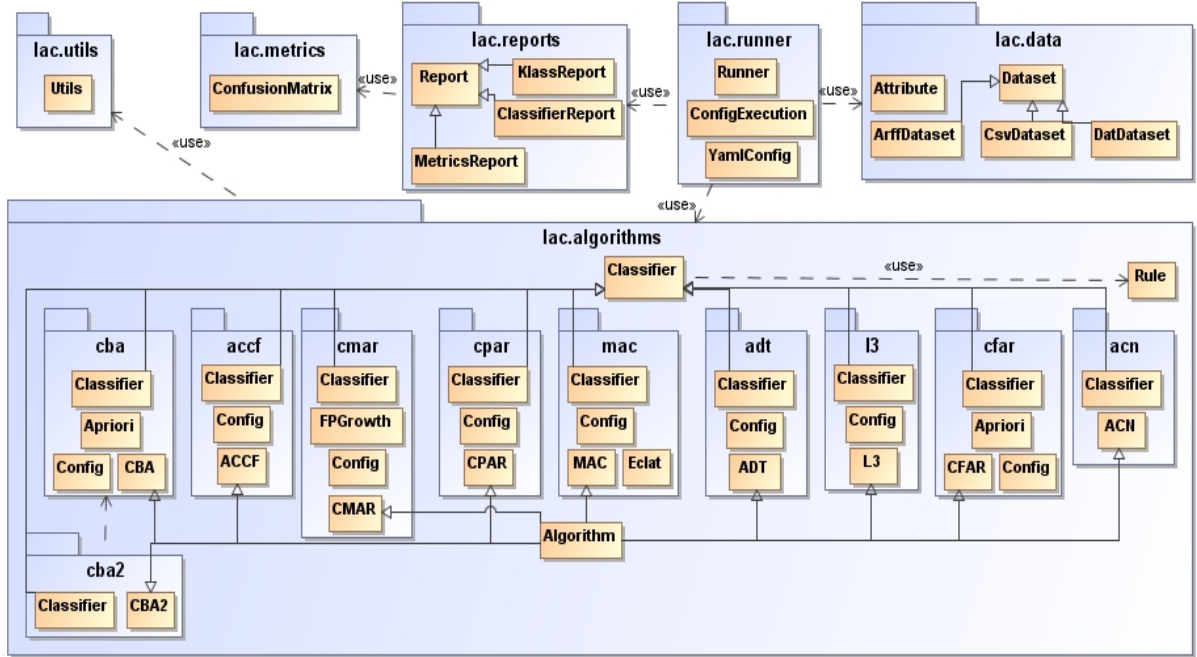 lac.utils
Utils
lac.metrics
ConfusionMatrix
«use»
lac.reports
Report
KlassReport
ClassifierReport
MetricsReport
«use»
lac.runner
Runner
ConfigExecution
YamlConfig
«use»
lac.data
Attribute
Dataset
ArffDataset
CsvDataset
DatDataset
«use»
«use»
lac.algorithms
Classifier
«use»
Rule
cba
Classifier
Apriori
Config
CBA
accf
Classifier
Config
ACCF
cmar
Classifier
FPGrowth
Config
CMAR
cpar
Classifier
Config
CPAR
mac
Classifier
Config
MAC
Eclat
adt
Classifier
Config
ADT
l3
Classifier
Config
L3
cfar
Classifier
Apriori
CFAR
Config
acn
Classifier
ACN
Algorithm
cba2
Classifier
CBA2